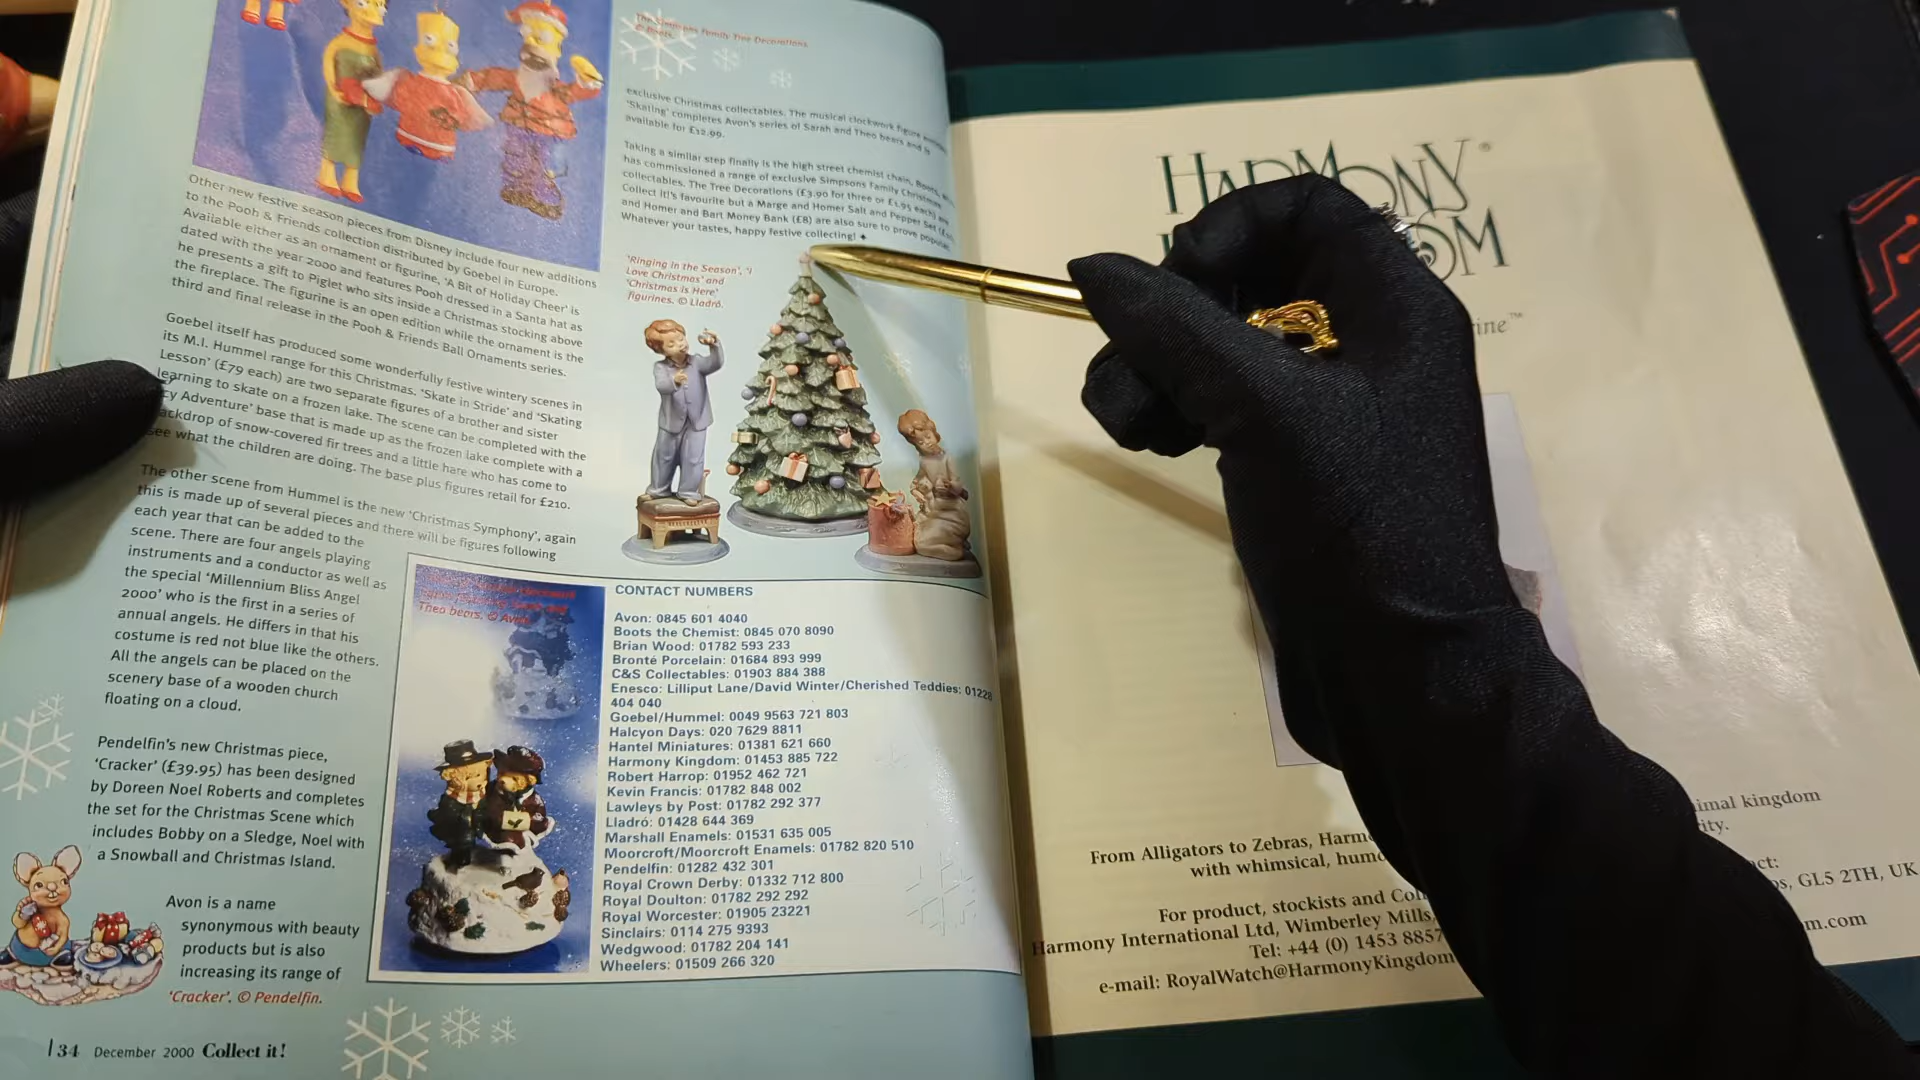 The Simpsons Family Tree Decorations.
© Boots.
exclusive Christmas collectables. The musical clockwork figure
'Skating' completes Avon's series of Sarah and Theo bears and is
available for £12.99.
Taking a similar step finally is the high street chemist chain, Boots,
has commissioned a range of exclusive Simpsons Family Christmas
collectables. The Tree Decorations (£3.90 for three or £1.95 each) are
Collect it!'s favourite but a Marge and Homer Salt and Pepper Set
and Homer and Bart Money Bank (£8) are also sure to prove popular.
Whatever your tastes, happy festive collecting!
'Ringing in the Season', 'I
Love Christmas' and
'Christmas is Here'
figurines. © Lladró.
Other new festive season pieces from Disney include four new additions
to the Pooh & Friends collection distributed by Goebel in Europe.
Available either as an ornament or figurine, 'A Bit of Holiday Cheer' is
dated with the year 2000 and features Pooh dressed in a Santa hat as
he presents a gift to Piglet who sits inside a Christmas stocking above
the fireplace. The figurine is an open edition while the ornament is the
third and final release in the Pooh & Friends Ball Ornaments series.
Goebel itself has produced some wonderfully festive wintery scenes in
its M.I. Hummel range for this Christmas. 'Skate in Stride' and 'Skating
Lesson' (£79 each) are two separate figures of a brother and sister
learning to skate on a frozen lake. The scene can be completed with the
cy Adventure' base that is made up as the frozen lake complete with a
ackdrop of snow-covered fir trees and a little hare who has come to
see what the children are doing. The base plus figures retail for £210.
The other scene from Hummel is the new 'Christmas Symphony', again
this is made up of several pieces and there will be figures following
each year that can be added to the
scene. There are four angels playing
instruments and a conductor as well as
the special 'Millennium Bliss Angel
2000' who is the first in a series of
annual angels. He differs in that his
costume is red not blue like the others.
All the angels can be placed on the
scenery base of a wooden church
floating on a cloud.
Pendelfin's new Christmas piece,
'Cracker' (£39.95) has been designed
by Doreen Noel Roberts and completes
the set for the Christmas Scene which
includes Bobby on a Sledge, Noel with
a Snowball and Christmas Island.
Avon is a name
synonymous with beauty
products but is also
increasing its range of
'Cracker'. © Pendelfin.
Theo bears. © Avon.
CONTACT NUMBERS
Avon: 0845 601 4040
Boots the Chemist: 0845 070 8090
Brian Wood: 01782 593 233
Bronté Porcelain: 01684 893 999
C&S Collectables: 01903 884 388
Enesco: Lilliput Lane/David Winter/Cherished Teddies: 01228
404 040
Goebel/Hummel: 0049 9563 721 803
Halcyon Days: 020 7629 8811
Hantel Miniatures: 01381 621 660
Harmony Kingdom: 01453 885 722
Robert Harrop: 01952 462 721
Kevin Francis: 01782 848 002
Lawleys by Post: 01782 292 377
Lladró: 01428 644 369
Marshall Enamels: 01531 635 005
Moorcroft/Moorcroft Enamels: 01782 820 510
Pendelfin: 01282 432 301
Royal Crown Derby: 01332 712 800
Royal Doulton: 01782 292 292
Royal Worcester: 01905 23221
Sinclairs: 0114 275 9393
Wedgwood: 01782 204 141
Wheelers: 01509 266 320
34 December 2000 Collect it!
HARMONY®
OM
ine™
imal kingdom
ity.
From Alligators to Zebras, Harm
with whimsical, humo
act:
For product, stockists and Col
os, GL5 2TH, UK
Harmony International Ltd, Wimberley Mills,
Tel: +44 (0) 1453 8857
m.com
e-mail: RoyalWatch@HarmonyKingdom